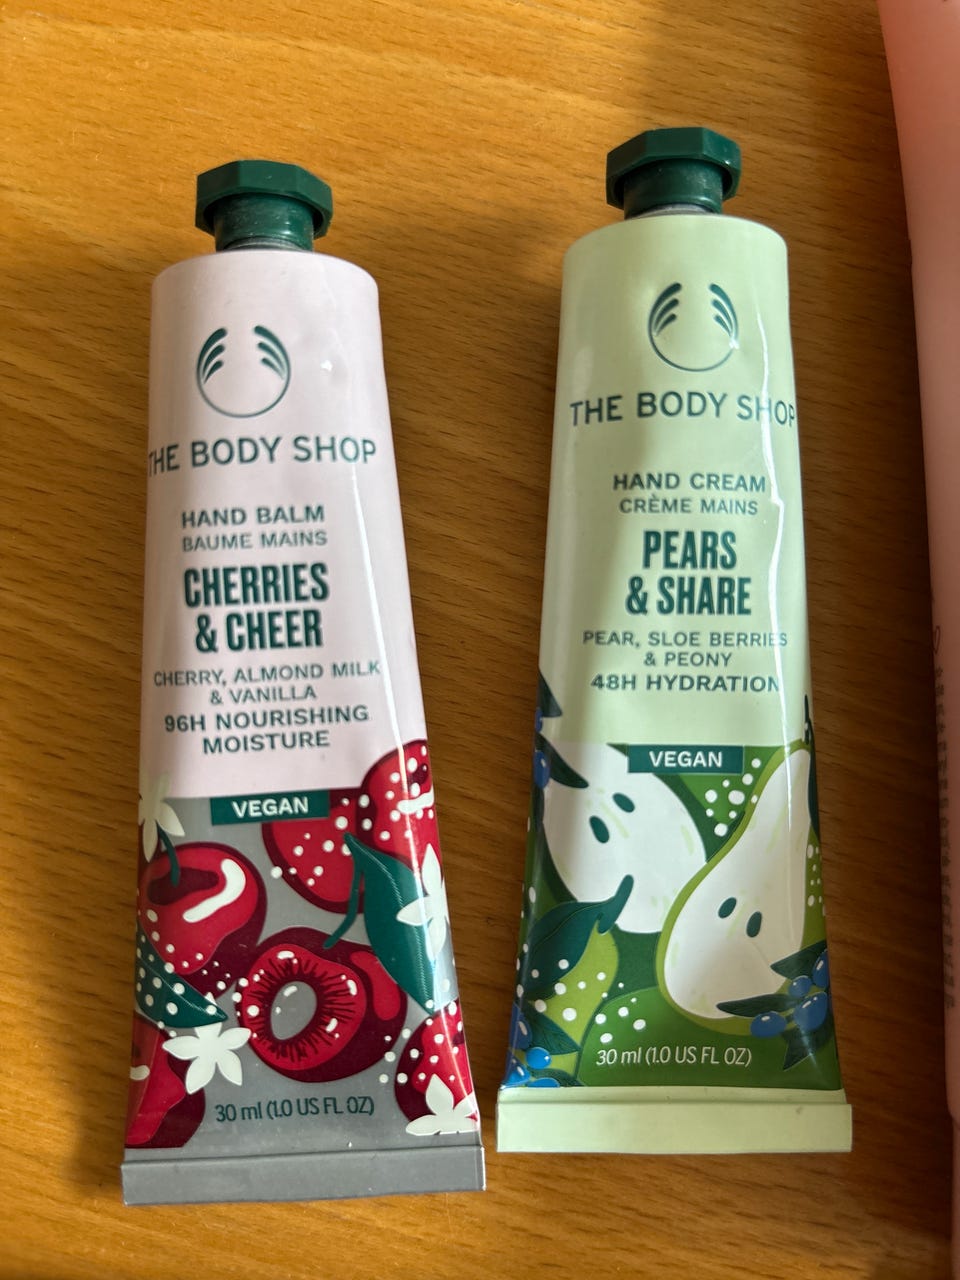 THE BODY SHOP
HAND BALM
BAUME MAINS
CHERRIES
& CHEER
CHERRY, ALMOND MILK
& VANILLA
96H NOURISHING
MOISTURE
VEGAN
30 ml (1.0 US FL OZ)
THE BODY SHOP
HAND CREAM
CRÈME MAINS
PEARS
& SHARE
PEAR, SLOE BERRIES
& PEONY
48H HYDRATION
VEGAN
30 ml (1.0 US FL OZ)